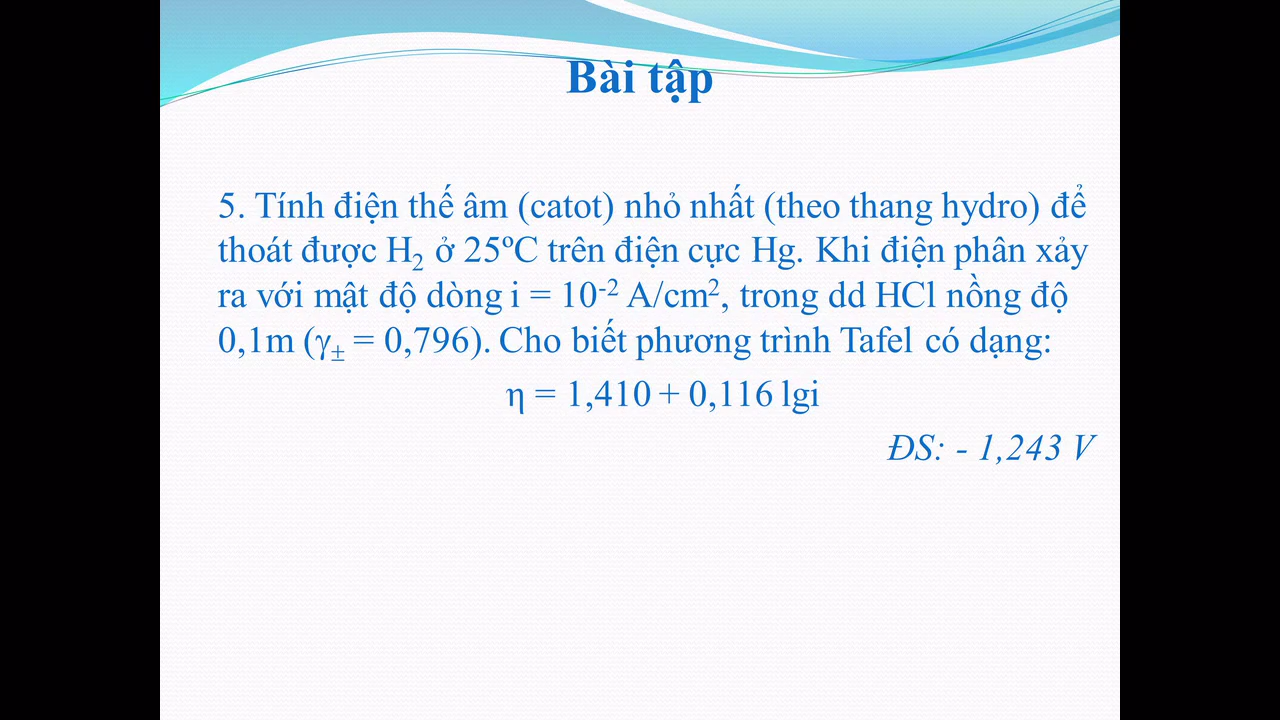 Bài tập
5. Tính điện thế âm (catot) nhỏ nhất (theo thang hydro) để
thoát được H₂ ở 25ºC trên điện cực Hg. Khi điện phân xảy
ra với mật độ dòng i = 10⁻² A/cm², trong dd HCl nồng độ
0,1m (γ± = 0,796). Cho biết phương trình Tafel có dạng:
η = 1,410 + 0,116 lgi
ĐS: - 1,243 V